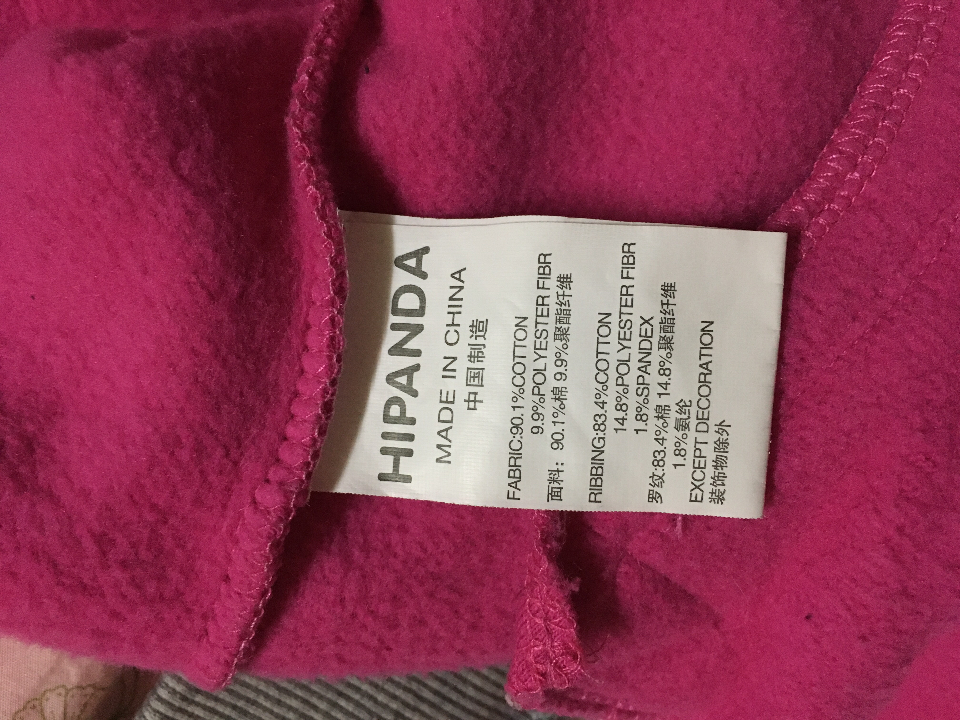 HIPANDA
MADE IN CHINA
中国制造
FABRIC:90.1%COTTON
9.9%POLYESTER FIBR
面料：90.1%棉 9.9%聚酯纤维
RIBBING:83.4%COTTON
14.8%POLYESTER FIBR
1.8%SPANDEX
罗纹:83.4%棉 14.8%聚酯纤维
1.8%氨纶
EXCEPT DECORATION
装饰物除外